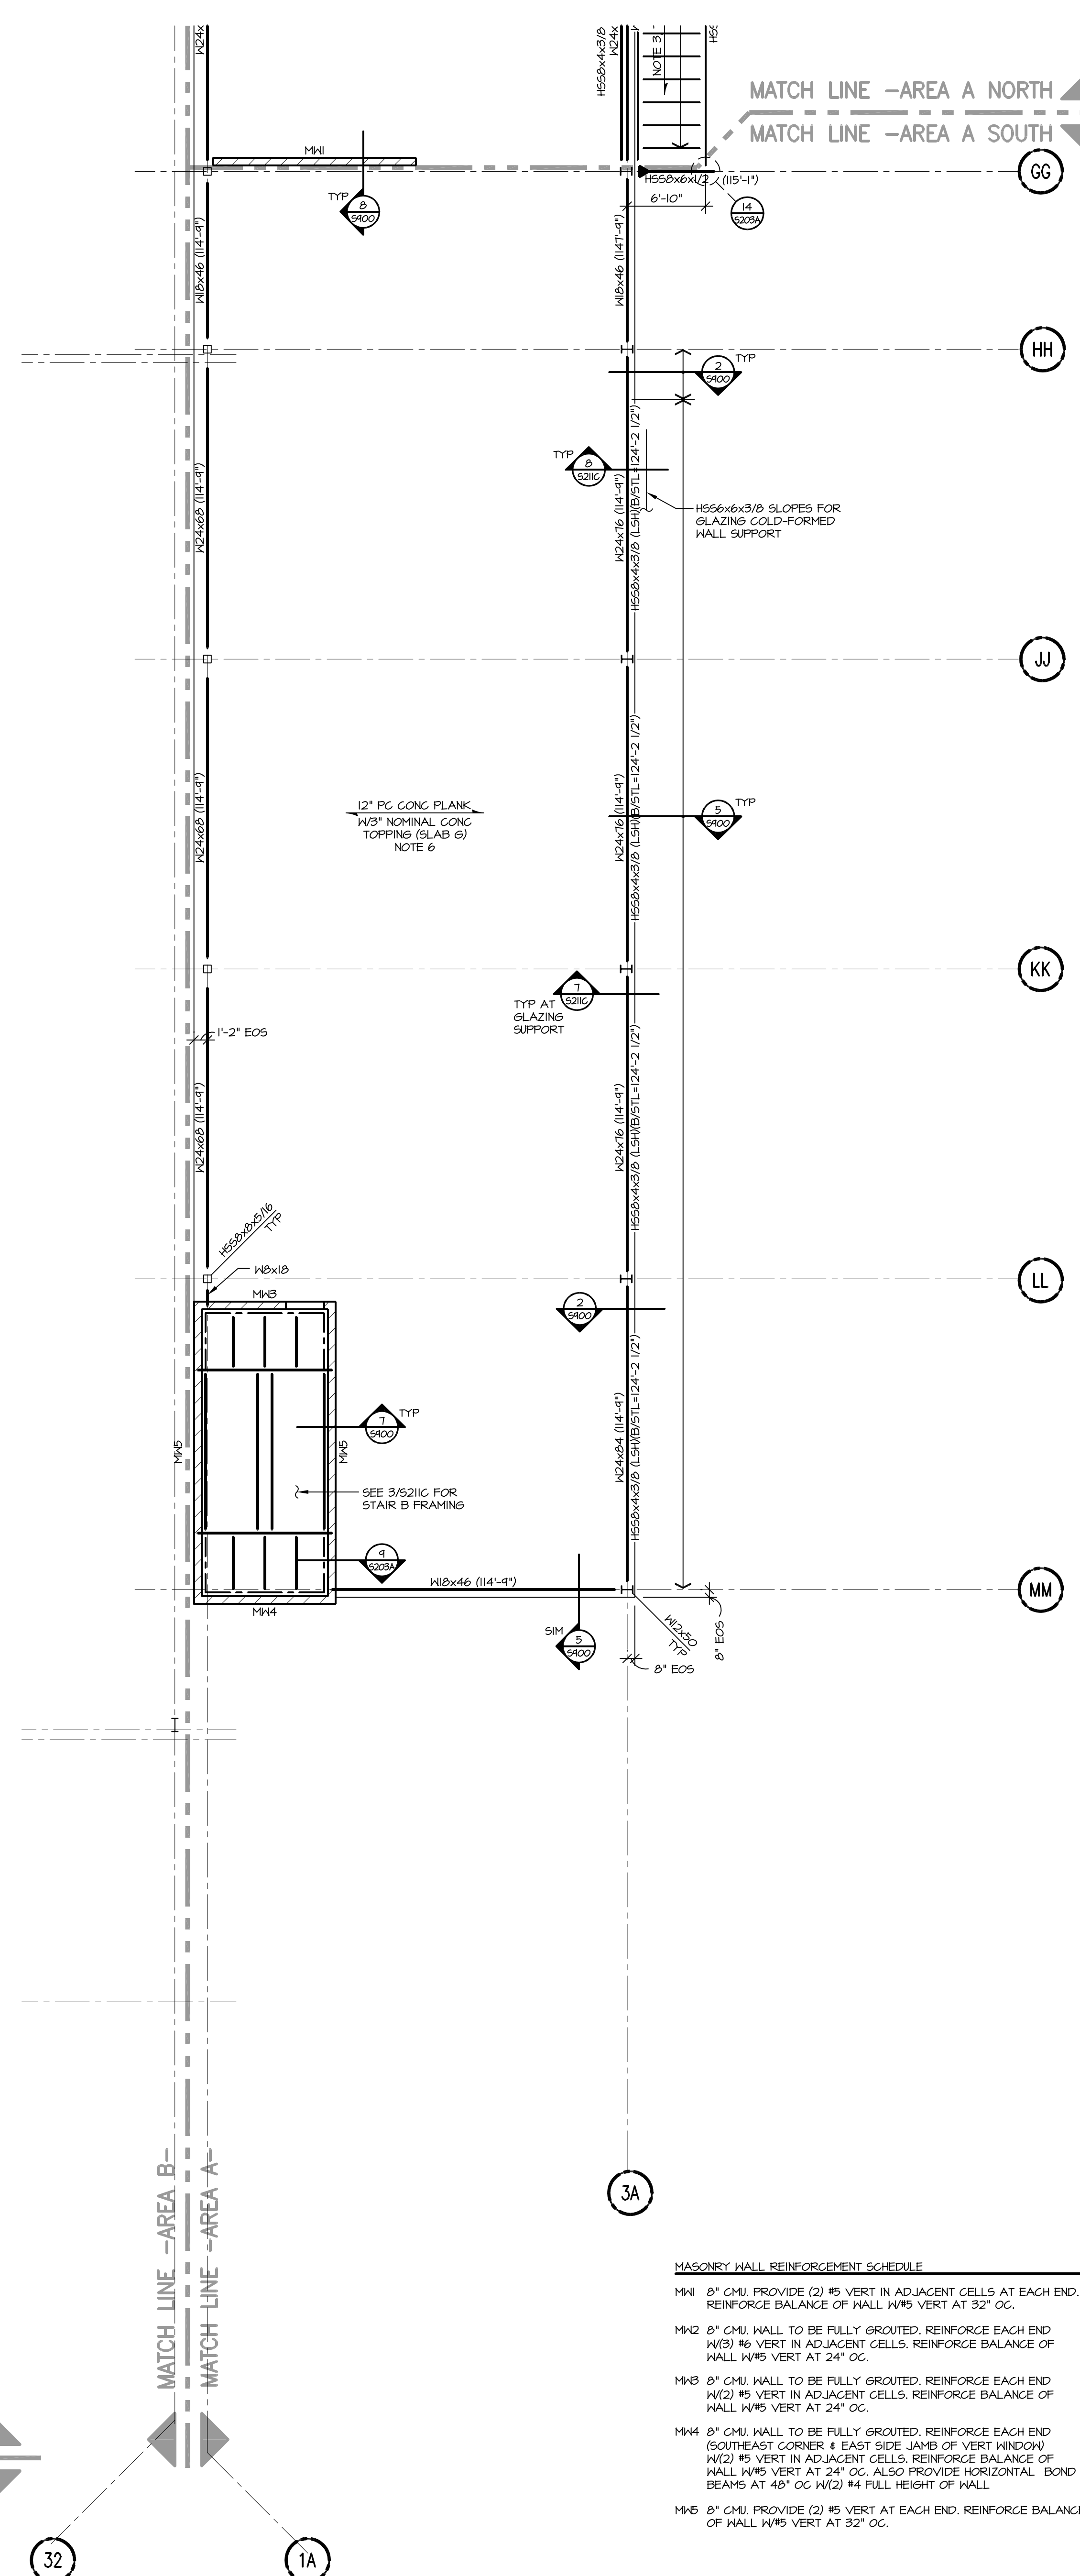 W24x
HSS8x4x3/8
W24x
NOTE 3
HSS
MATCH LINE -AREA A NORTH
MATCH LINE -AREA A SOUTH
GG
MW1
TYP
8
S900
HSS8x6x1/2 (115'-1")
6'-10"
14
S203A
W18x46 (114'-9")
W18x46 (1147'-9")
HH
2
S900
TYP
TYP
8
S211C
HSS6x6x3/8 SLOPES FOR
GLAZING COLD-FORMED
WALL SUPPORT
W24x68 (114'-9")
W24x76 (114'-9")
HSS8x4x3/8 (LSH)(B/STL=124'-2 1/2")
JJ
12" PC CONC PLANK
W/3" NOMINAL CONC
TOPPING (SLAB G)
NOTE 6
W24x68 (114'-9")
W24x76 (114'-9")
HSS8x4x3/8 (LSH)(B/STL=124'-2 1/2")
5
S900
TYP
KK
TYP AT
GLAZING
SUPPORT
7
S211C
1'-2" EOS
W24x68 (114'-9")
W24x76 (114'-9")
HSS8x4x3/8 (LSH)(B/STL=124'-2 1/2")
HSS8x8x5/16
TYP
W8x18
LL
MW3
2
S900
MW5
MW5
7
S900
TYP
SEE 3/S211C FOR
STAIR B FRAMING
W24x84 (114'-9")
HSS8x4x3/8 (LSH)(B/STL=124'-2 1/2")
9
S203A
W18x46 (114'-9")
MM
MW4
SIM
5
S900
W12x50
TYP
8" EOS
8" EOS
MATCH LINE -AREA B-
MATCH LINE -AREA A-
3A
32
1A
MASONRY WALL REINFORCEMENT SCHEDULE
MW1 8" CMU. PROVIDE (2) #5 VERT IN ADJACENT CELLS AT EACH END.
REINFORCE BALANCE OF WALL W/#5 VERT AT 32" OC.
MW2 8" CMU. WALL TO BE FULLY GROUTED. REINFORCE EACH END
W/(3) #6 VERT IN ADJACENT CELLS. REINFORCE BALANCE OF
WALL W/#5 VERT AT 24" OC.
MW3 8" CMU. WALL TO BE FULLY GROUTED. REINFORCE EACH END
W/(2) #5 VERT IN ADJACENT CELLS. REINFORCE BALANCE OF
WALL W/#5 VERT AT 24" OC.
MW4 8" CMU. WALL TO BE FULLY GROUTED. REINFORCE EACH END
(SOUTHEAST CORNER & EAST SIDE JAMB OF VERT WINDOW)
W/(2) #5 VERT IN ADJACENT CELLS. REINFORCE BALANCE OF
WALL W/#5 VERT AT 24" OC. ALSO PROVIDE HORIZONTAL BOND
BEAMS AT 48" OC W/(2) #4 FULL HEIGHT OF WALL
MW5 8" CMU. PROVIDE (2) #5 VERT AT EACH END. REINFORCE BALANCE
OF WALL W/#5 VERT AT 32" OC.